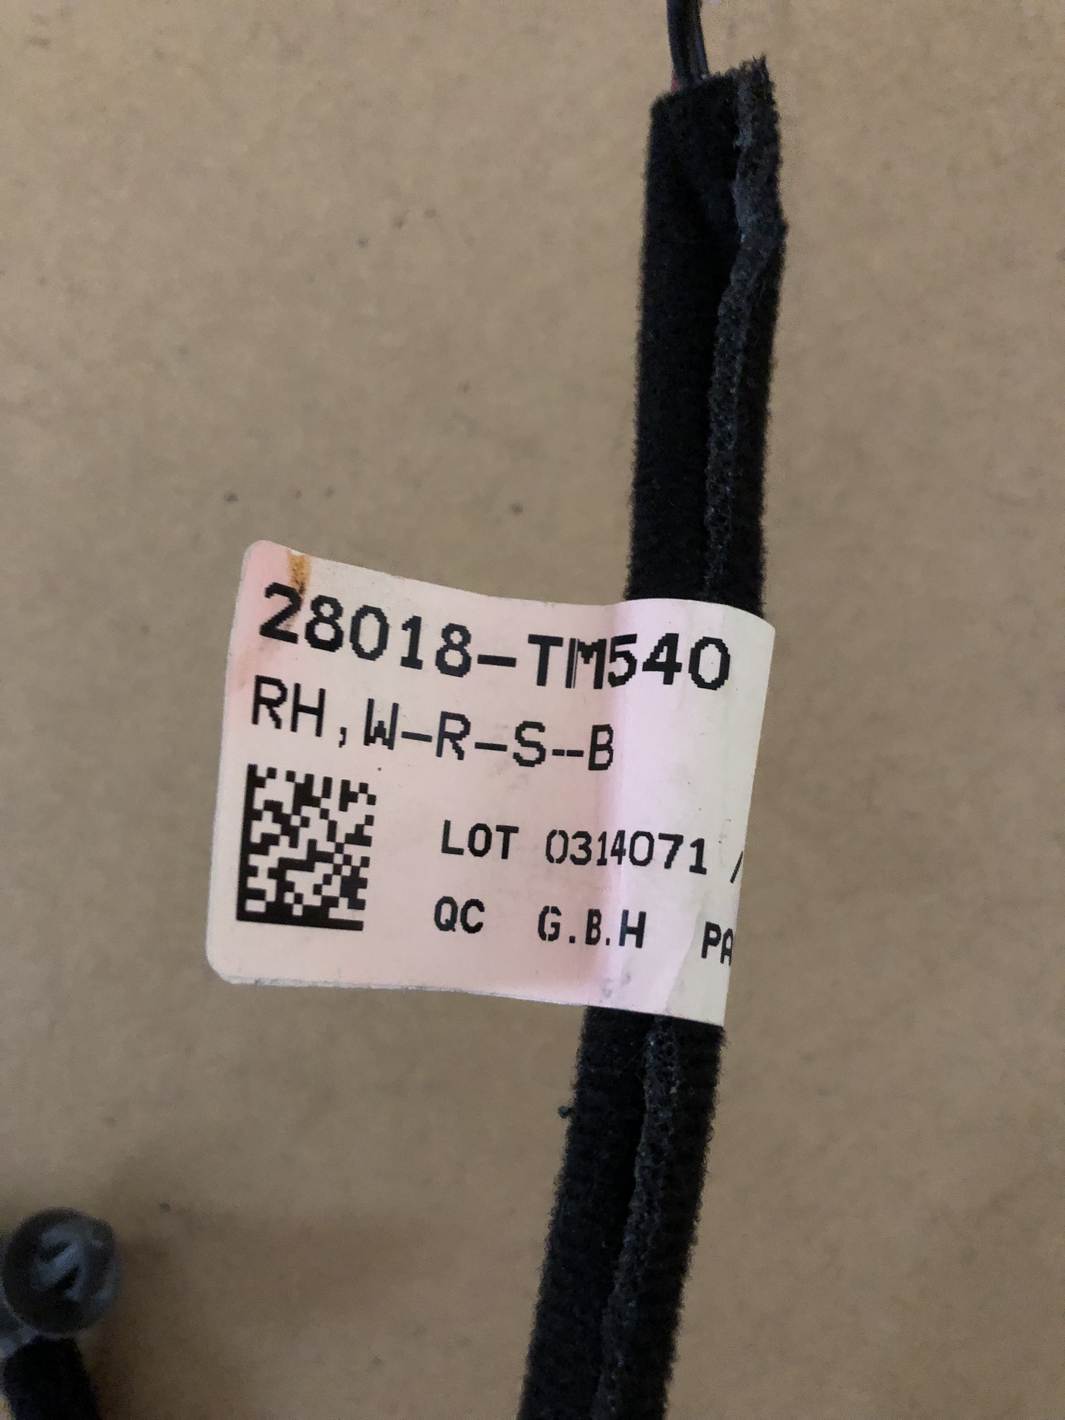 28018-TM540
RH,W-R-S--B
LOT 0314071 /
QC G.B.H PA